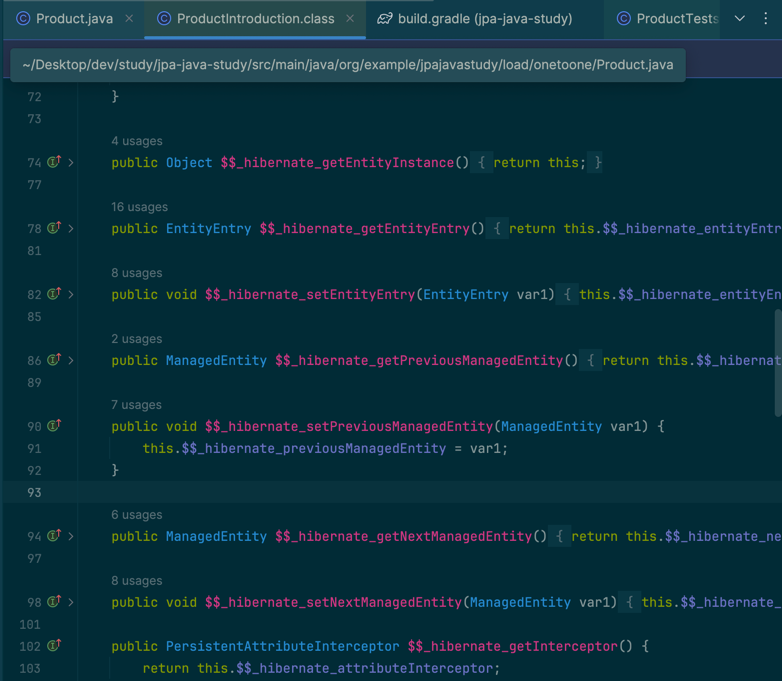 Product.java
ProductIntroduction.class
build.gradle (jpa-java-study)
ProductTests
~/Desktop/dev/study/jpa-java-study/src/main/java/org/example/jpajavastudy/load/onetoone/Product.java
72 }
73
4 usages
74 public Object $$_hibernate_getEntityInstance() { return this; }
77
16 usages
78 public EntityEntry $$_hibernate_getEntityEntry() { return this.$$_hibernate_entityEntr
81
8 usages
82 public void $$_hibernate_setEntityEntry(EntityEntry var1) { this.$$_hibernate_entityEn
85
2 usages
86 public ManagedEntity $$_hibernate_getPreviousManagedEntity() { return this.$$_hibernat
89
7 usages
90 public void $$_hibernate_setPreviousManagedEntity(ManagedEntity var1) {
91 this.$$_hibernate_previousManagedEntity = var1;
92 }
93
6 usages
94 public ManagedEntity $$_hibernate_getNextManagedEntity() { return this.$$_hibernate_ne
97
8 usages
98 public void $$_hibernate_setNextManagedEntity(ManagedEntity var1) { this.$$_hibernate_
101
102 public PersistentAttributeInterceptor $$_hibernate_getInterceptor() {
103 return this.$$_hibernate_attributeInterceptor;